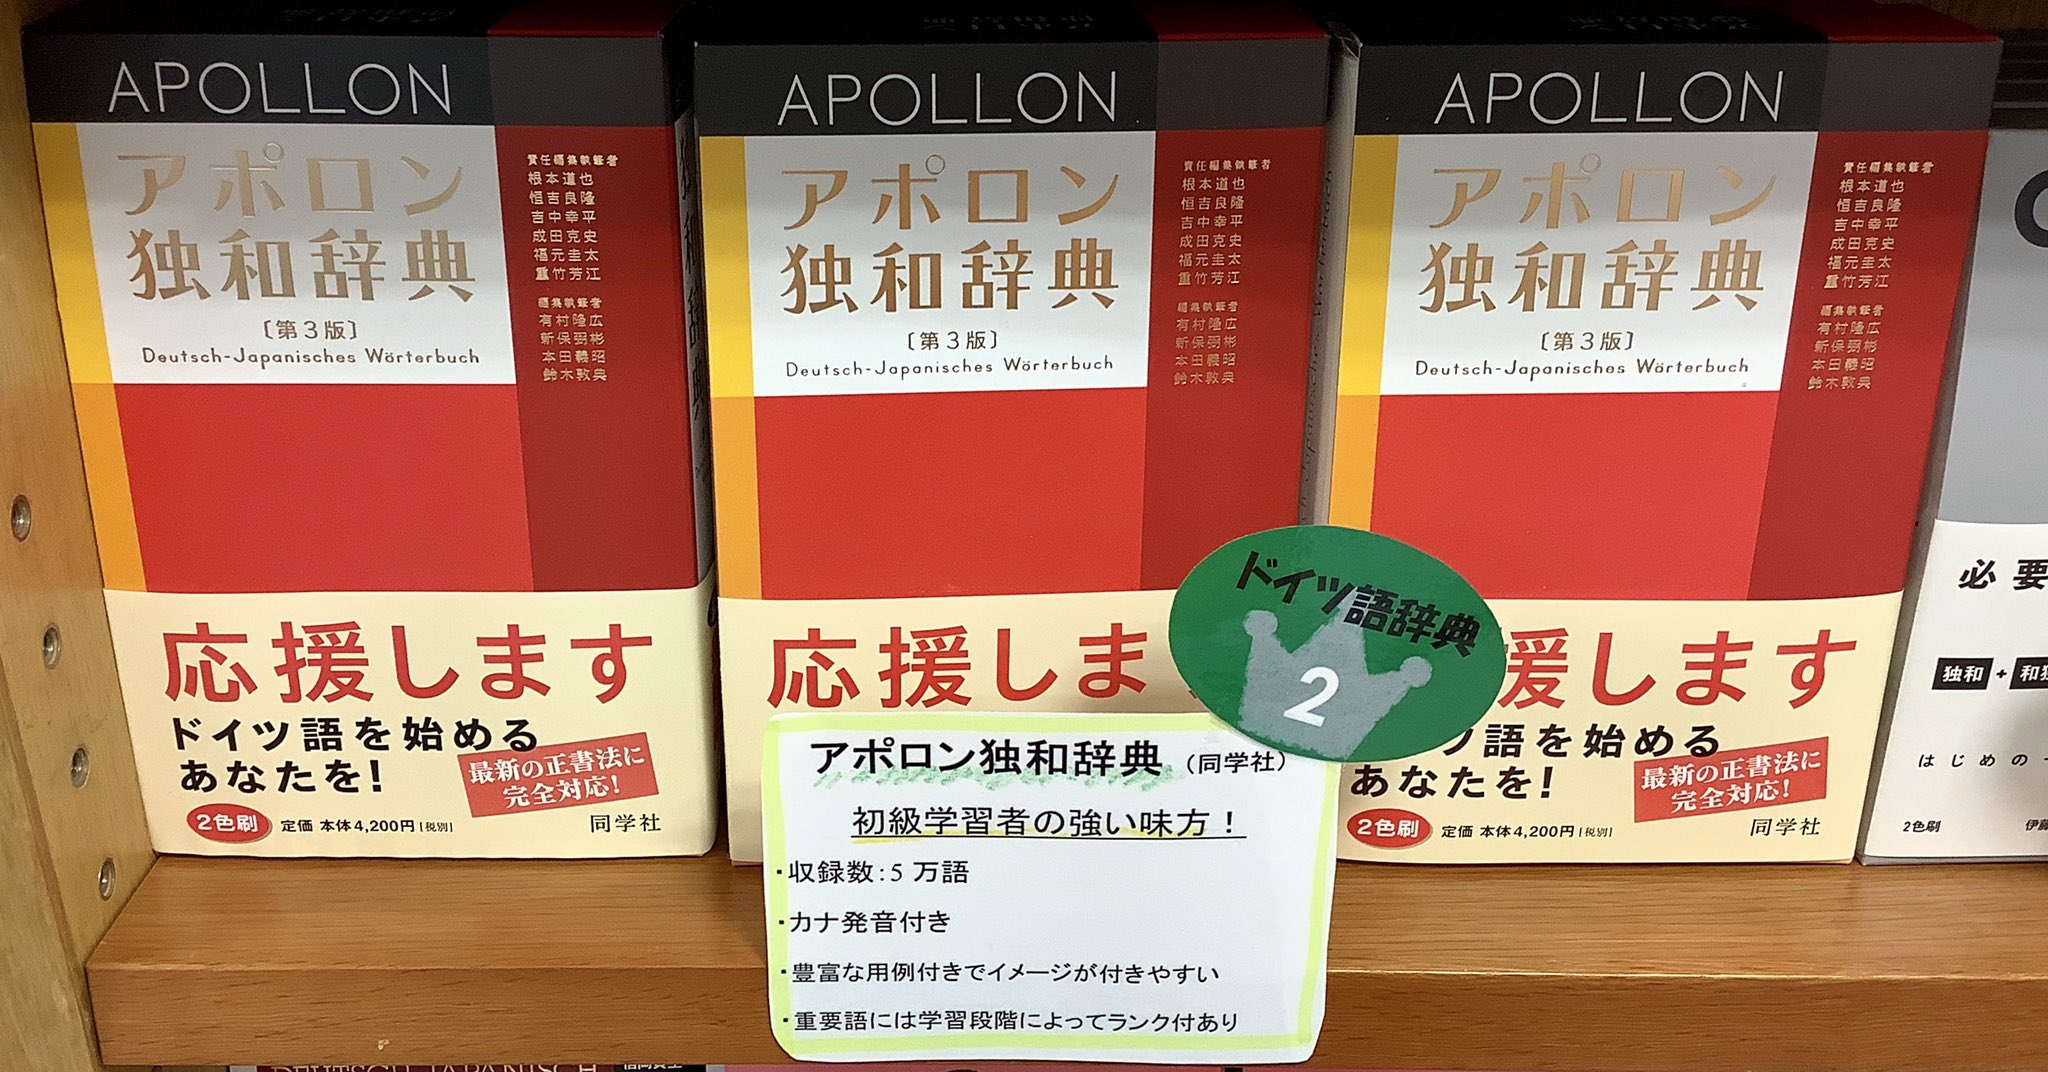 APOLLON
アポロン
独和辞典
〔第3版〕
Deutsch-Japanisches Wörterbuch
責任編集執筆者
根本道也
恒吉良隆
吉中幸平
成田克史
福元圭太
重竹芳江
編集執筆者
有村隆広
新保弼彬
本田義昭
鈴木敦典
応援します
ドイツ語を始める
あなたを!
最新の正書法に
完全対応!
2色刷
定価 本体4,200円［税別］
同学社
APOLLON
アポロン
独和辞典
〔第3版〕
Deutsch-Japanisches Wörterbuch
責任編集執筆者
根本道也
恒吉良隆
吉中幸平
成田克史
福元圭太
重竹芳江
編集執筆者
有村隆広
新保弼彬
本田義昭
鈴木敦典
応援しま
ドイツ語辞典
2
アポロン独和辞典（同学社）
初級学習者の強い味方！
・収録数:5万語
・カナ発音付き
・豊富な用例付きでイメージが付きやすい
・重要語には学習段階によってランク付あり
APOLLON
アポロン
独和辞典
〔第3版〕
Deutsch-Japanisches Wörterbuch
責任編集執筆者
根本道也
恒吉良隆
吉中幸平
成田克史
福元圭太
重竹芳江
編集執筆者
有村隆広
新保弼彬
本田義昭
鈴木敦典
援します
ツ語を始める
あなたを!
最新の正書法に
完全対応!
2色刷
定価 本体4,200円［税別］
同学社
必要
独和+和独
はじめの
2色刷
伊藤